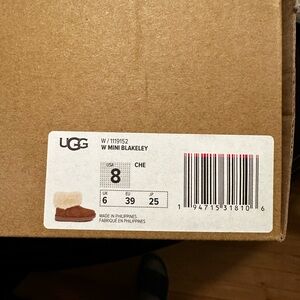 UGG
W / 1119152
W MINI BLAKELEY
USA
8
CHE
UK EU JP
6 39 25
MADE IN PHILIPPINES
FABRIQUÉ EN PHILIPPINES
1 94715 31810 6